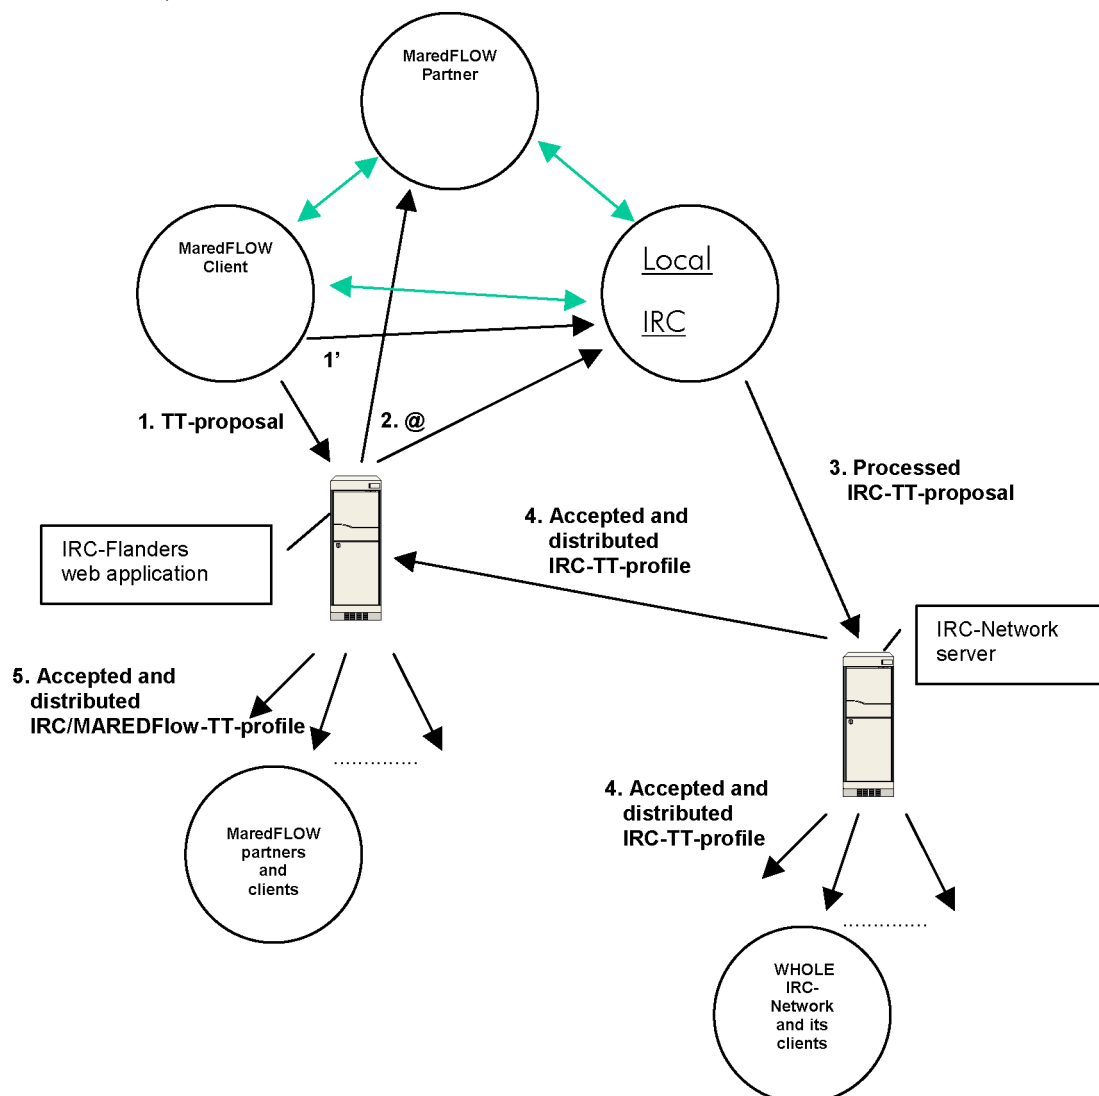 MaredFLOW
Partner
MaredFLOW
Client
Local
IRC
1’
1. TT-proposal
2. @
3. Processed
IRC-TT-proposal
4. Accepted and
distributed
IRC-TT-profile
IRC-Flanders
web application
IRC-Network
server
5. Accepted and
distributed
IRC/MAREDFlow-TT-profile
4. Accepted and
distributed
IRC-TT-profile
MaredFLOW
partners
and
clients
WHOLE
IRC-
Network
and its
clients